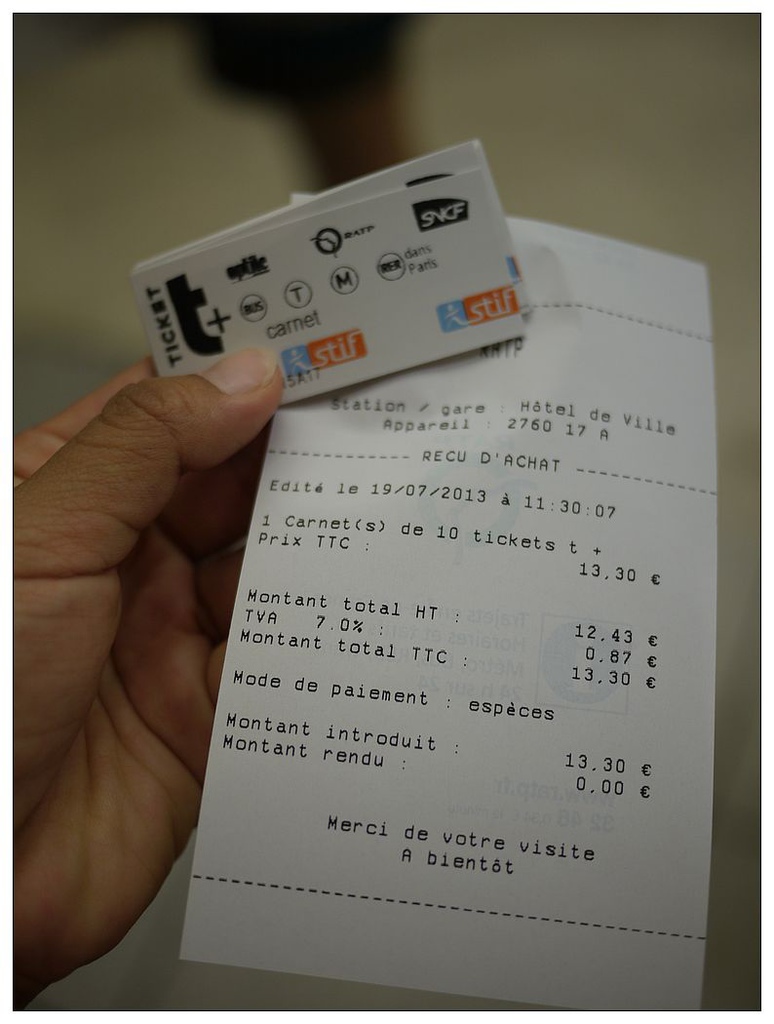 TICKET t+
optile
RATP
SNCF
BUS T M RER dans Paris
carnet
stif
stif
RATP
Station / gare : Hôtel de Ville
Appareil : 2760 17 A
------------ RECU D'ACHAT ------------
Edité le 19/07/2013 à 11:30:07
1 Carnet(s) de 10 tickets t +
Prix TTC : 13,30 €
Montant total HT : 12,43 €
TVA 7.0% : 0,87 €
Montant total TTC : 13,30 €
Mode de paiement : espèces
Montant introduit : 13.30 €
Montant rendu : 0,00 €
Merci de votre visite
A bientôt